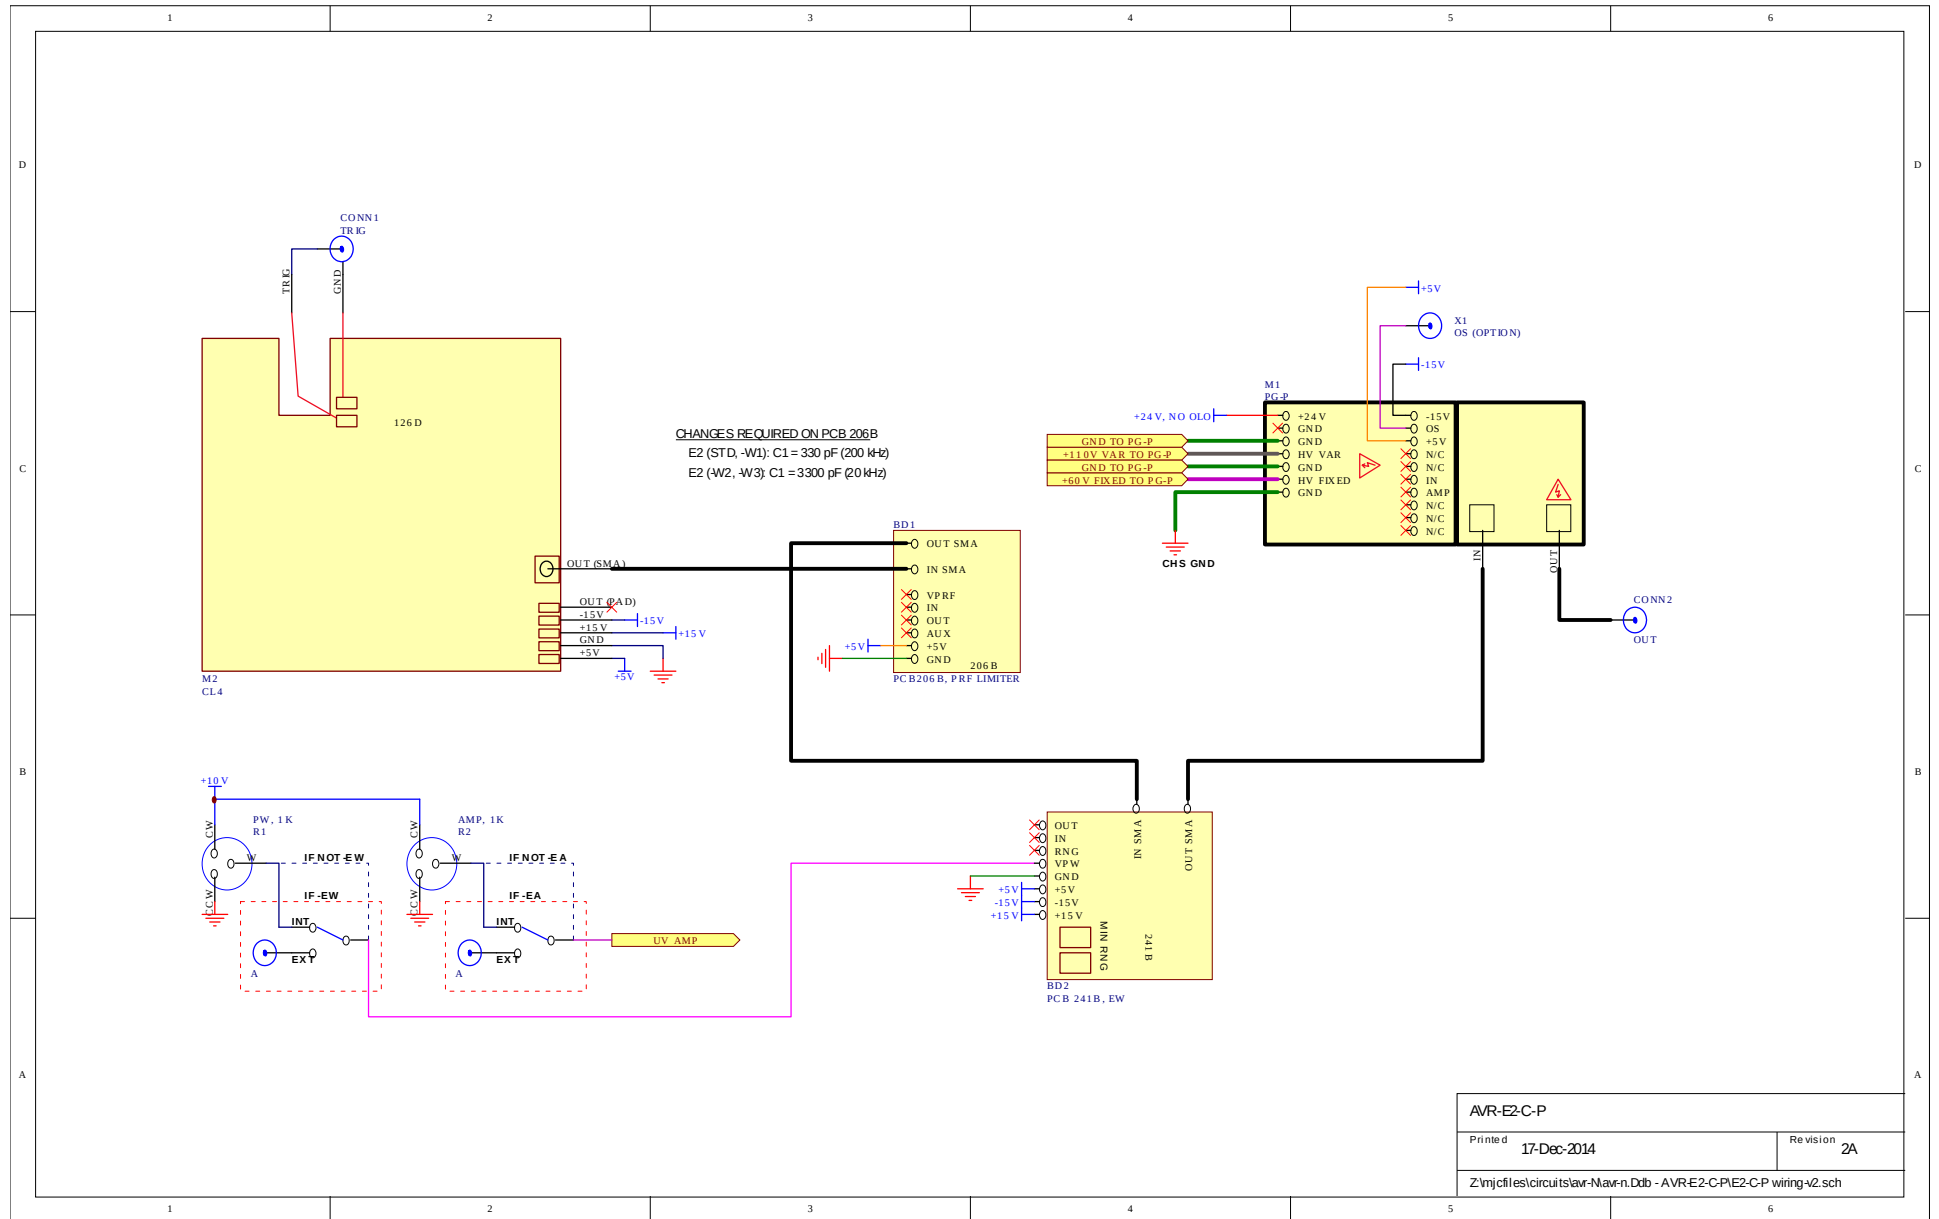 1 2 3 4 5 6
D D
C C
B B
A A
CONN1
TRIG
TRIG
GND
126D
OUT (SMA)
OUT (PAD)
-15V
-15V
+15V
+15V
GND
+5V
+5V
M2
CL4
CHANGES REQUIRED ON PCB 206B
E2 (STD, -W1): C1 = 330 pF (200 kHz)
E2 (-W2, -W3): C1 = 3300 pF (20 kHz)
BD1
OUT SMA
IN SMA
VPRF
IN
OUT
AUX
+5V
+5V
GND
206B
PCB206B, PRF LIMITER
+5V
X1
OS (OPTION)
-15V
M1
PG-P
+24V, NO OLO
GND TO PG-P
+110V VAR TO PG-P
GND TO PG-P
+60V FIXED TO PG-P
+24V
GND
GND
HV VAR
GND
HV FIXED
GND
-15V
OS
+5V
N/C
N/C
IN
AMP
N/C
N/C
N/C
CHS GND
IN
OUT
CONN2
OUT
+10V
CW
PW, 1K
R1
W
CCW
IF NOT -EW
IF -EW
INT
EXT
A
CW
AMP, 1K
R2
W
CCW
IF NOT -EA
IF -EA
INT
EXT
A
UV AMP
OUT
IN
RNG
VPW
GND
+5V
+5V
-15V
-15V
+15V
+15V
IN SMA
OUT SMA
MIN RNG
241B
BD2
PCB 241B, EW
AVR-E2-C-P
Printed 17-Dec-2014
Revision 2A
Z:\mjcfiles\circuits\avr-N\avr-n.Ddb - AVR-E2-C-P\E2-C-P wiring-v2.sch
1 2 3 4 5 6